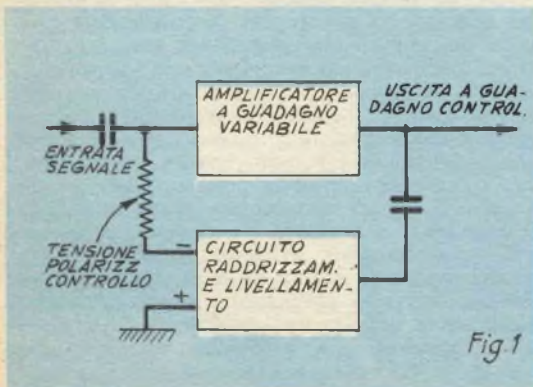 AMPLIFICATORE
A GUADAGNO
VARIABILE
USCITA A GUA-
DAGNO CONTROL.
ENTRATA
SEGNALE
TENSIONE
POLARIZZ
CONTROLLO
-
+
CIRCUITO
RADDRIZZAM.
E LIVELLAMEN-
TO
Fig.1